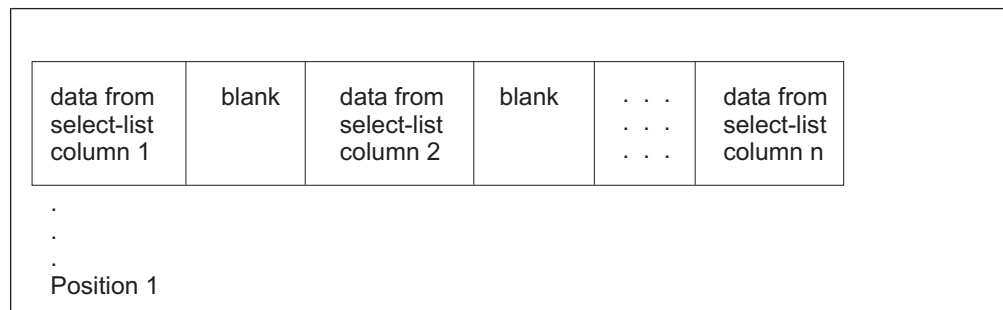 data from
select-list
column 1
blank
data from
select-list
column 2
blank
. . .
. . .
. . .
data from
select-list
column n
.
.
.
Position 1